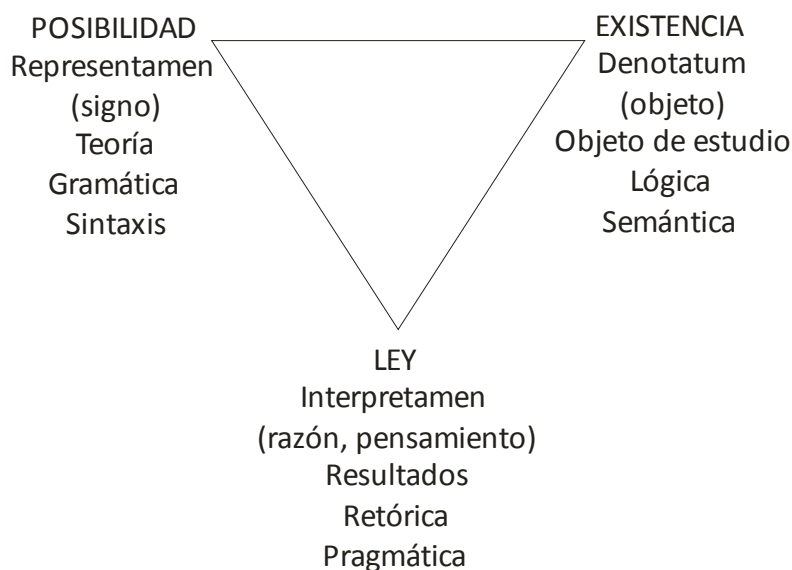 POSIBILIDAD
Representamen
(signo)
Teoría
Gramática
Sintaxis
EXISTENCIA
Denotatum
(objeto)
Objeto de estudio
Lógica
Semántica
LEY
Interpretamen
(razón, pensamiento)
Resultados
Retórica
Pragmática